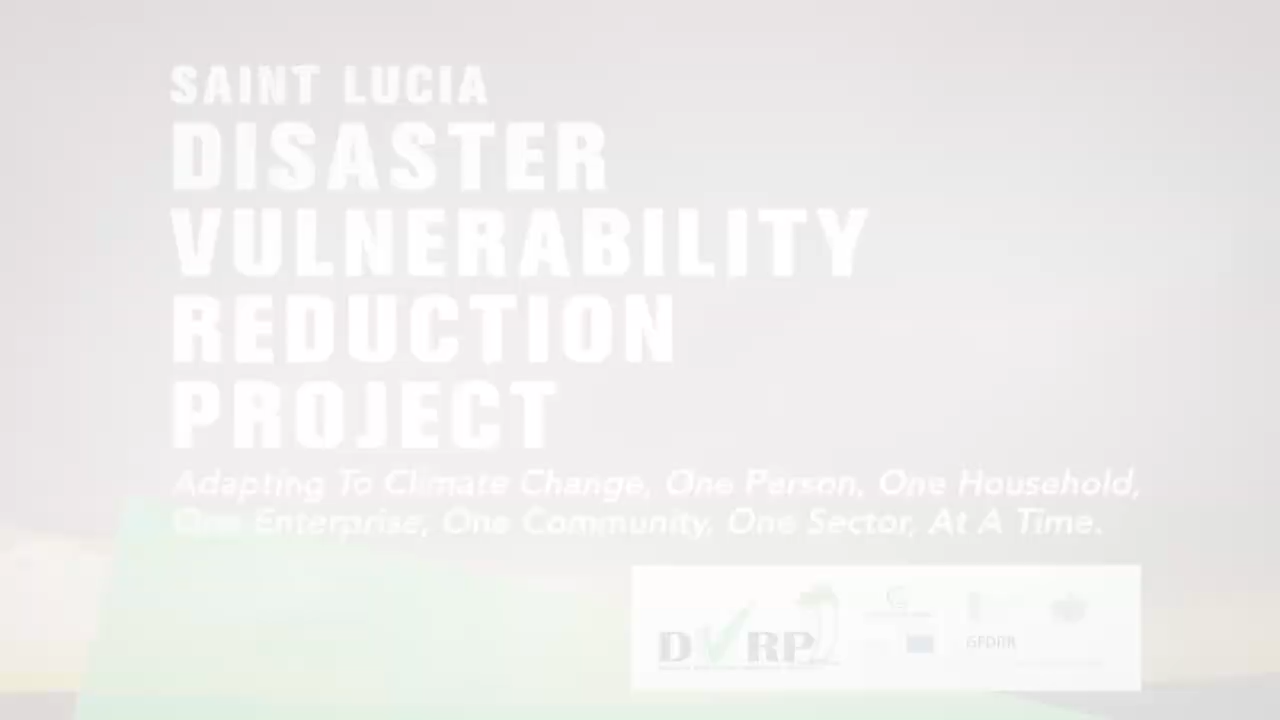 SAINT LUCIA
DISASTER
VULNERABILITY
REDUCTION
PROJECT
Adapting To Climate Change, One Person, One Household,
One Enterprise, One Community, One Sector, At A Time.
DVRP
GFDRR